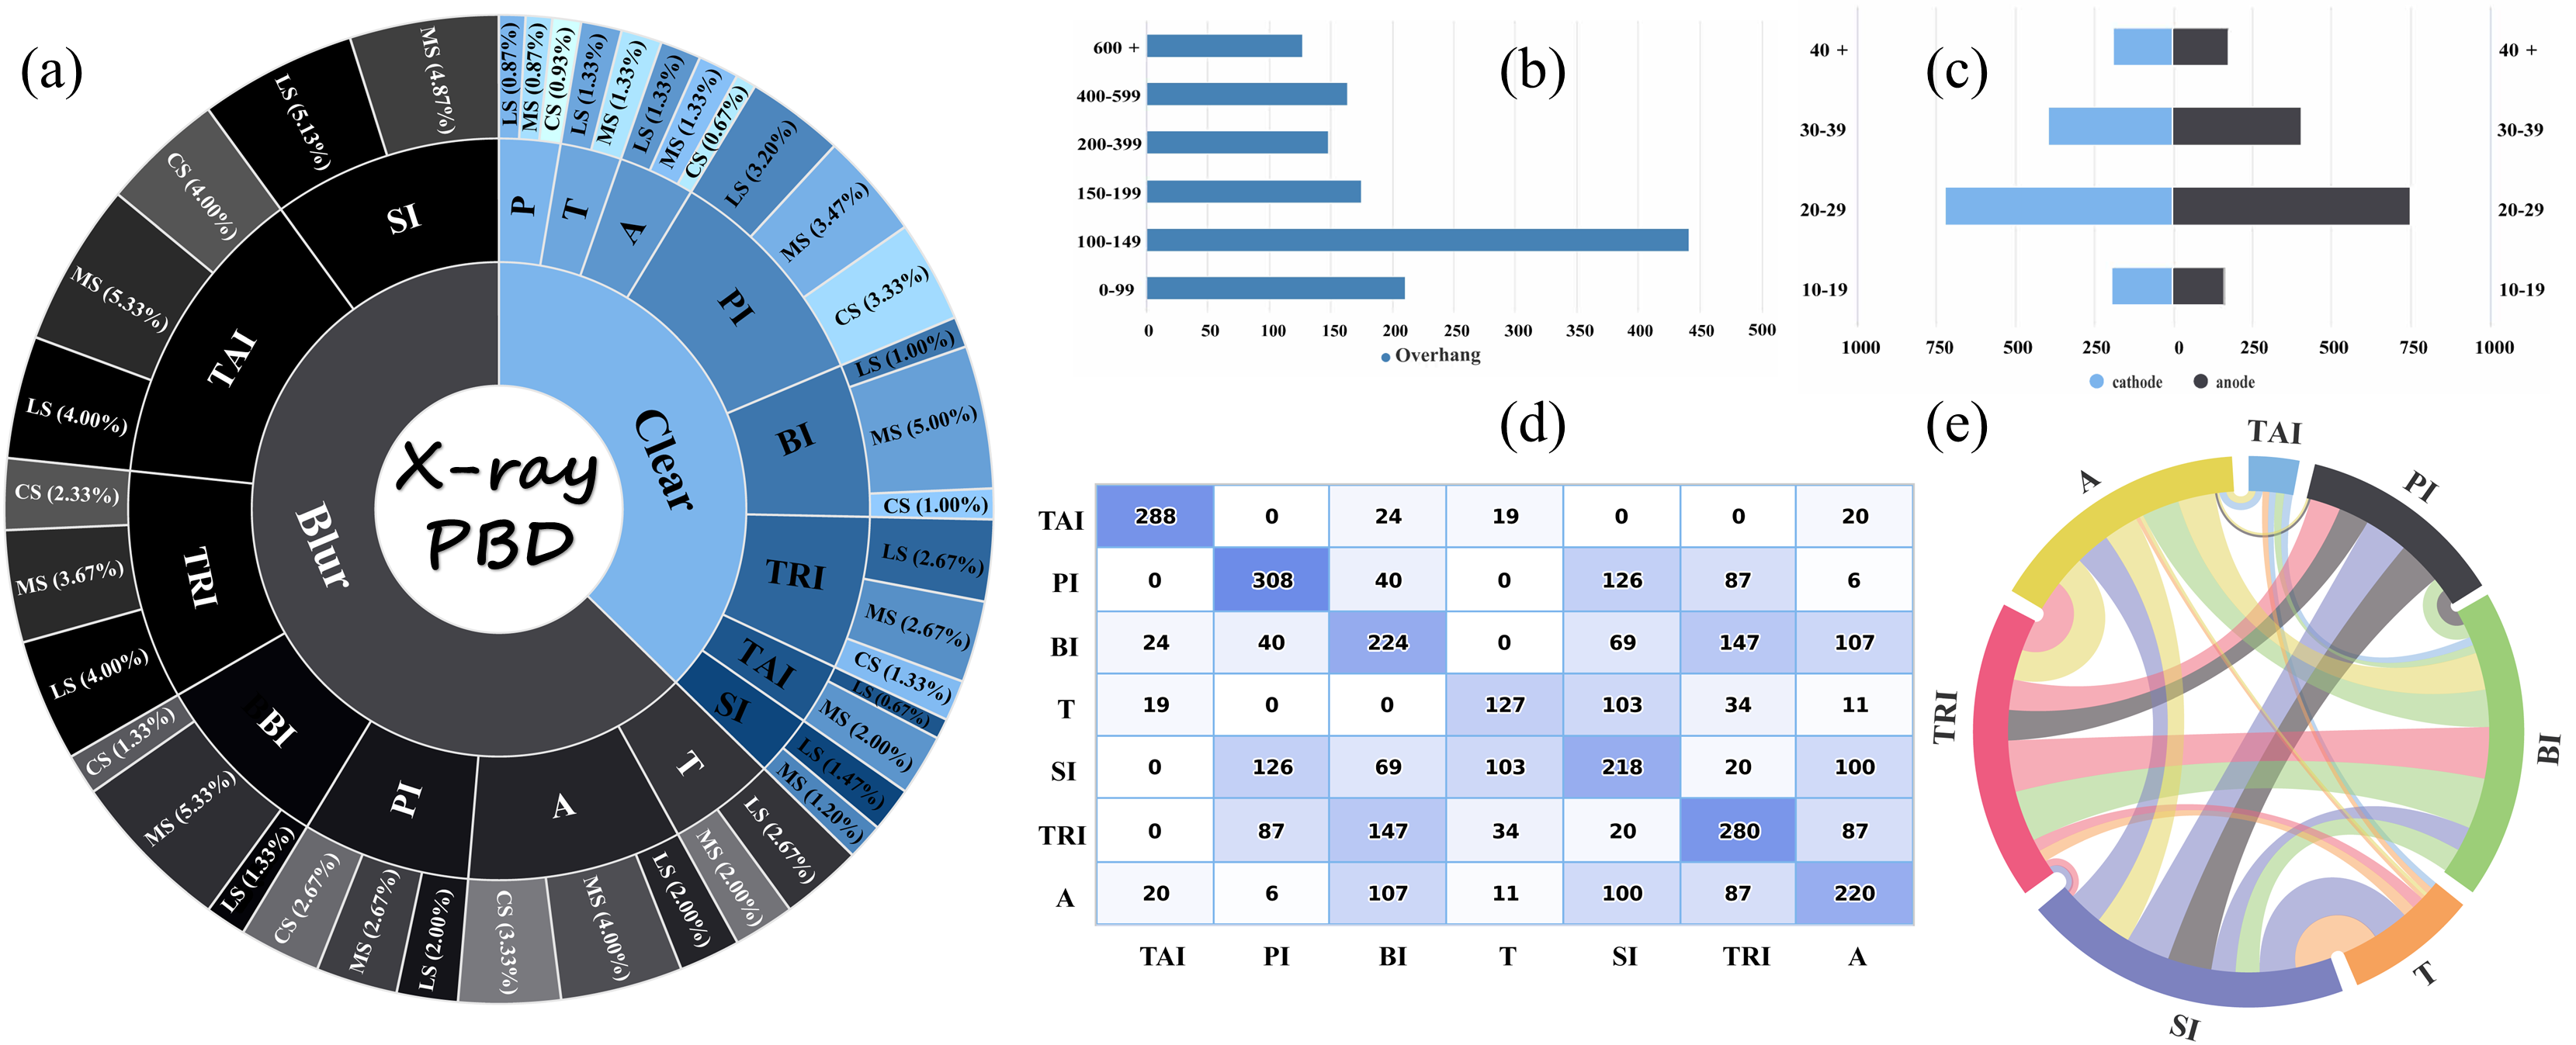 (a)
X-ray
PBD
Clear
Blur
P
T
A
PI
BI
TRI
TAI
SI
T
A
PI
BBI
TRI
TAI
SI
LS (0.87%)
MS (0.87%)
CS (0.93%)
LS (1.33%)
MS (1.33%)
LS (1.33%)
MS (1.33%)
CS (0.67%)
LS (3.20%)
MS (3.47%)
CS (3.33%)
LS (1.00%)
MS (5.00%)
CS (1.00%)
LS (2.67%)
MS (2.67%)
CS (1.33%)
LS (0.67%)
MS (2.00%)
LS (1.47%)
MS (1.20%)
LS (2.67%)
MS (2.00%)
LS (2.00%)
MS (4.00%)
CS (3.33%)
LS (2.00%)
MS (2.67%)
CS (2.67%)
LS (1.33%)
MS (5.33%)
CS (1.33%)
LS (4.00%)
MS (3.67%)
CS (2.33%)
LS (4.00%)
MS (5.33%)
CS (4.00%)
LS (5.13%)
MS (4.87%)
(b)
600 +
400-599
200-399
150-199
100-149
0-99
0 50 100 150 200 250 300 350 400 450 500
Overhang
(c)
40 + 40 +
30-39 30-39
20-29 20-29
10-19 10-19
1000 750 500 250 0 250 500 750 1000
cathode anode
(d)
TAI 288 0 24 19 0 0 20
PI 0 308 40 0 126 87 6
BI 24 40 224 0 69 147 107
T 19 0 0 127 103 34 11
SI 0 126 69 103 218 20 100
TRI 0 87 147 34 20 280 87
A 20 6 107 11 100 87 220
TAI PI BI T SI TRI A
(e)
TAI
PI
BI
T
SI
TRI
A